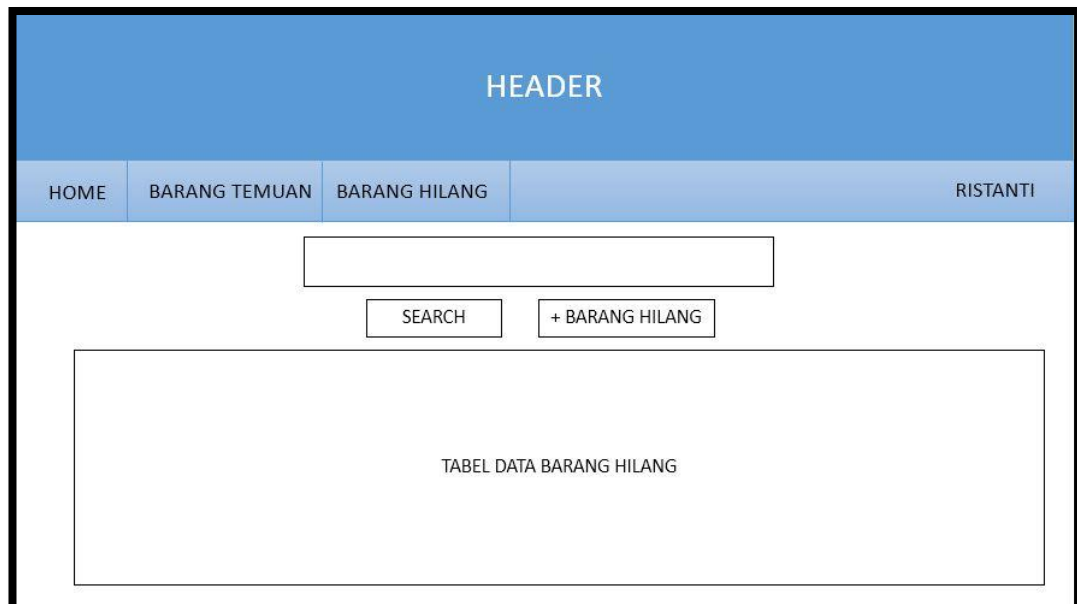 HEADER
HOME BARANG TEMUAN BARANG HILANG RISTANTI
SEARCH + BARANG HILANG
TABEL DATA BARANG HILANG